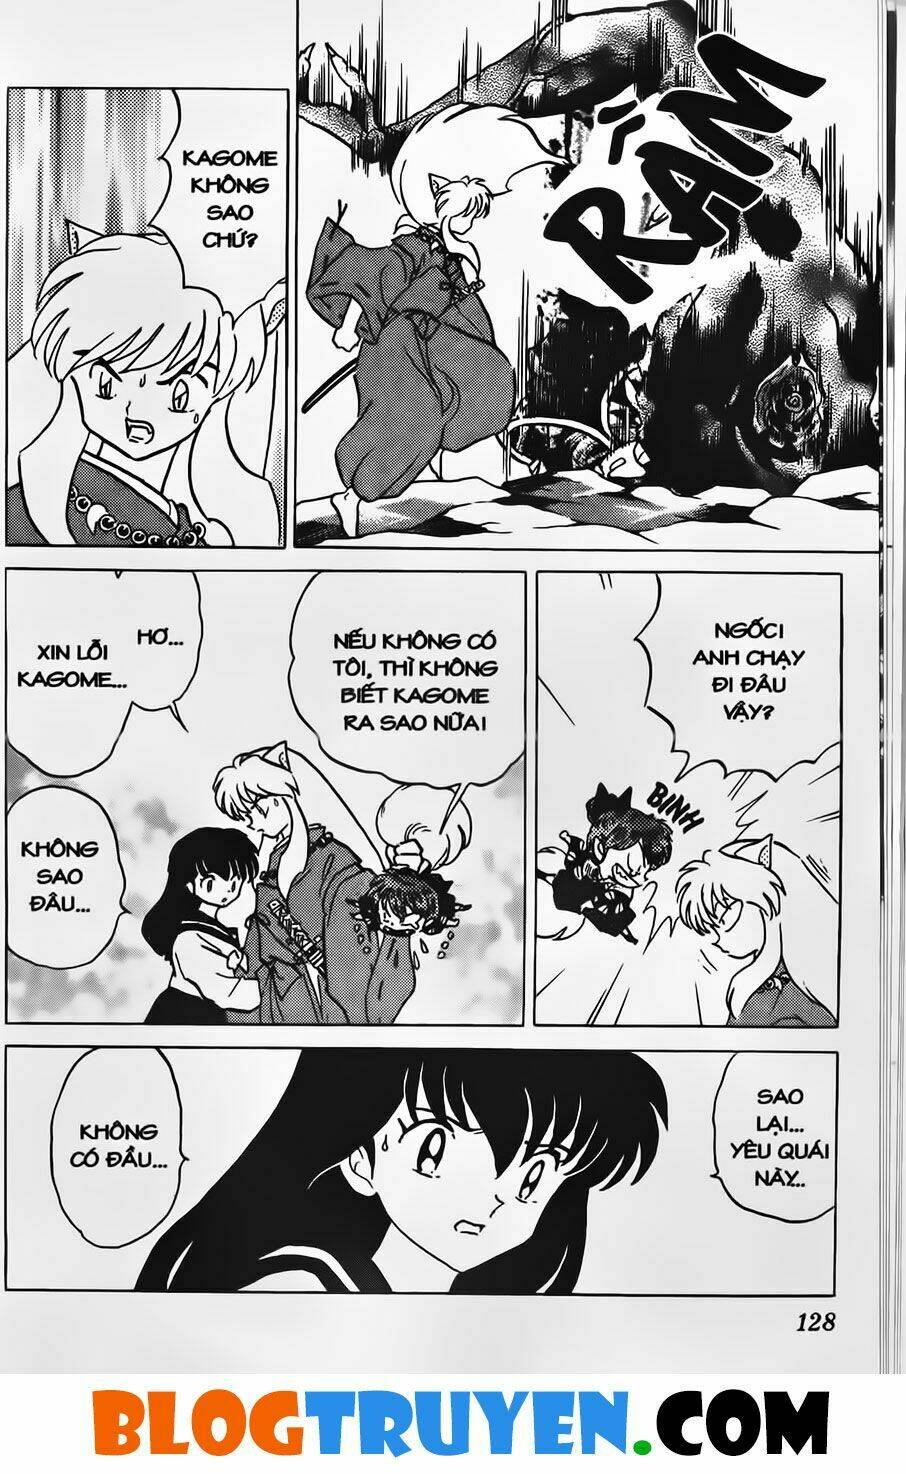 RẦM
KAGOME
KHÔNG
SAO
CHỨ?
NGỐC!
ANH CHẠY
ĐI ĐÂU
VẬY?
BINH
NẾU KHÔNG CÓ
TÔI, THÌ KHÔNG
BIẾT KAGOME
RA SAO NỮA!
HƠ...
XIN LỖI
KAGOME...
KHÔNG
SAO
ĐÂU...
SAO
LẠI...
YÊU QUÁI
NÀY...
KHÔNG
CÓ ĐẦU...
128
BLOGTRUYEN.COM